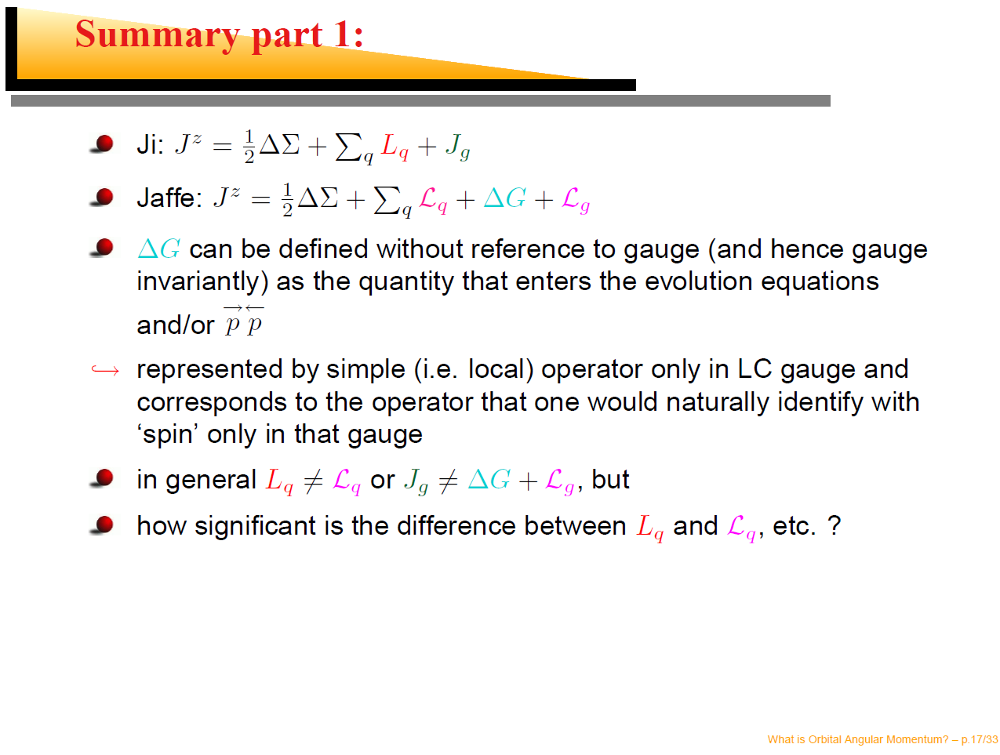 Summary part 1:
Ji: $J^z = \frac{1}{2}\Delta\Sigma + \sum_q L_q + J_g$
Jaffe: $J^z = \frac{1}{2}\Delta\Sigma + \sum_q \mathcal{L}_q + \Delta G + \mathcal{L}_g$
$\Delta G$ can be defined without reference to gauge (and hence gauge
invariantly) as the quantity that enters the evolution equations
and/or $\overrightarrow{p}\overleftarrow{p}$
↪ represented by simple (i.e. local) operator only in LC gauge and
corresponds to the operator that one would naturally identify with
‘spin’ only in that gauge
in general $L_q \neq \mathcal{L}_q$ or $J_g \neq \Delta G + \mathcal{L}_g$, but
how significant is the difference between $L_q$ and $\mathcal{L}_q$, etc. ?
What is Orbital Angular Momentum? – p.17/33